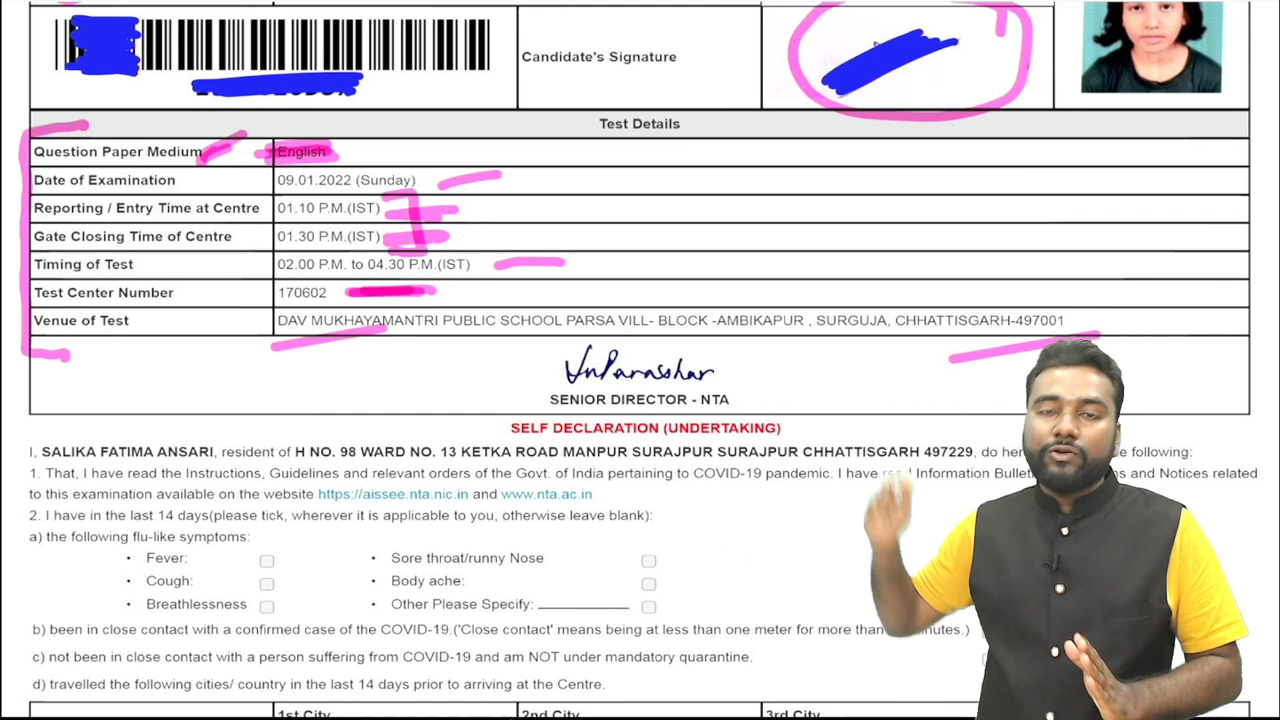 Candidate's Signature
Test Details
Question Paper Medium English
Date of Examination 09.01.2022 (Sunday)
Reporting / Entry Time at Centre 01.10 P.M.(IST)
Gate Closing Time of Centre 01.30 P.M.(IST)
Timing of Test 02.00 P.M. to 04.30 P.M.(IST)
Test Center Number 170602
Venue of Test DAV MUKHAYAMANTRI PUBLIC SCHOOL PARSA VILL- BLOCK -AMBIKAPUR , SURGUJA, CHHATTISGARH-497001
VnParashar
SENIOR DIRECTOR - NTA
SELF DECLARATION (UNDERTAKING)
I, SALIKA FATIMA ANSARI, resident of H NO. 98 WARD NO. 13 KETKA ROAD MANPUR SURAJPUR SURAJPUR CHHATTISGARH 497229, do here following:
1. That, I have read the Instructions, Guidelines and relevant orders of the Govt. of India pertaining to COVID-19 pandemic. I have Information and Notices related
to this examination available on the website https://aissee.nta.nic.in and www.nta.ac.in
2. I have in the last 14 days(please tick, wherever it is applicable to you, otherwise leave blank):
a) the following flu-like symptoms:
• Fever: • Sore throat/runny Nose
• Cough: • Body ache:
• Breathlessness • Other Please Specify:
b) been in close contact with a confirmed case of the COVID-19.('Close contact' means being at less than one meter for more than .)
c) not been in close contact with a person suffering from COVID-19 and am NOT under mandatory quarantine.
d) travelled the following cities/ country in the last 14 days prior to arriving at the Centre.
1st City 2nd City 3rd City